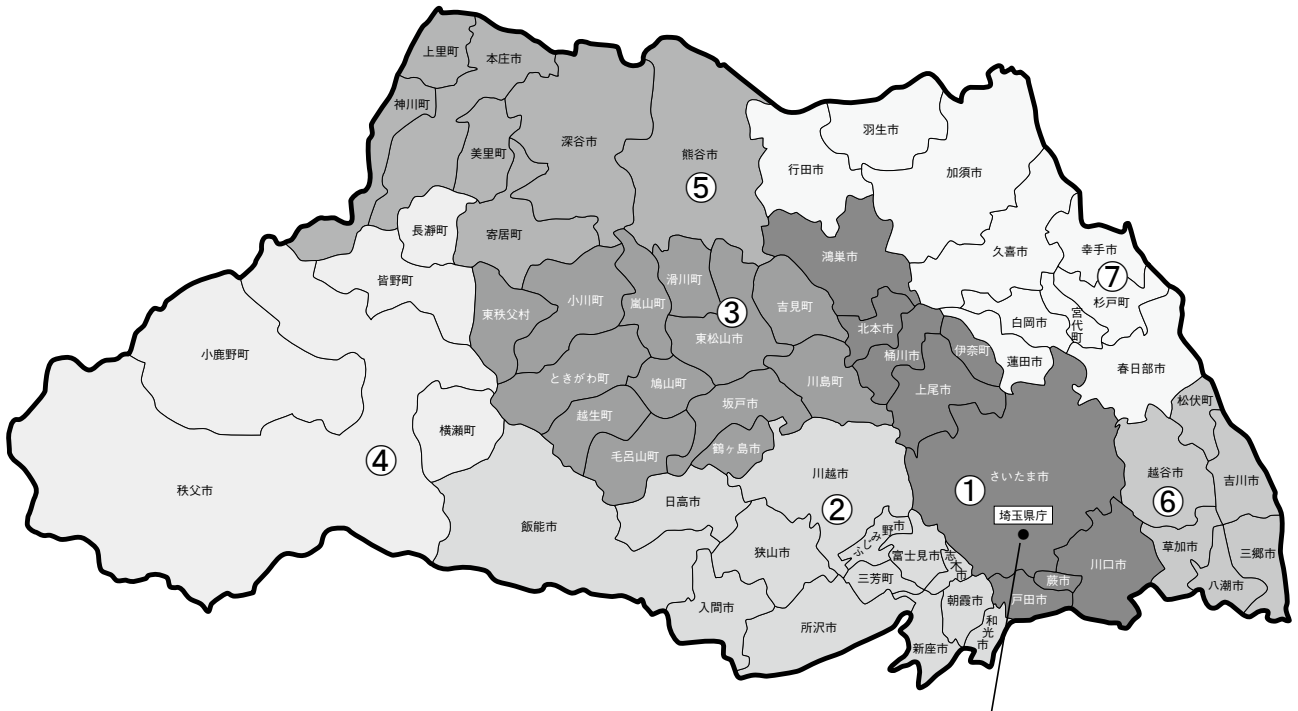 上里町
本庄市
神川町
美里町
深谷市
熊谷市
⑤
長瀞町
寄居町
皆野町
行田市
羽生市
加須市
鴻巣市
久喜市
幸手市
⑦
杉戸町
宮代町
白岡市
蓮田市
春日部市
小鹿野町
東秩父村
小川町
嵐山町
滑川町
③
吉見町
東松山市
北本市
桶川市
伊奈町
上尾市
ときがわ町
鳩山町
川島町
坂戸市
越生町
毛呂山町
鶴ヶ島市
横瀬町
④
秩父市
飯能市
日高市
川越市
②
狭山市
入間市
所沢市
ふじみ野市
富士見市
志木市
三芳町
朝霞市
和光市
新座市
①
さいたま市
埼玉県庁
川口市
蕨市
戸田市
松伏町
越谷市
⑥
吉川市
草加市
三郷市
八潮市